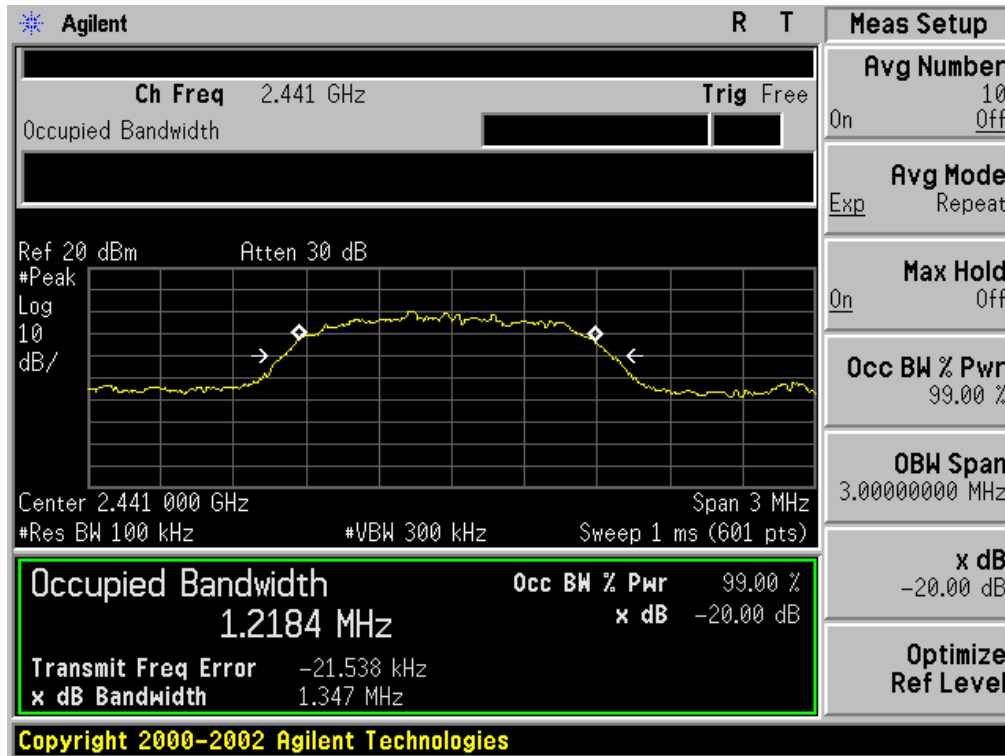 Agilent R T
Ch Freq 2.441 GHz Trig Free
Occupied Bandwidth
Ref 20 dBm Atten 30 dB
#Peak
Log
10
dB/
Center 2.441 000 GHz Span 3 MHz
#Res BW 100 kHz #VBW 300 kHz Sweep 1 ms (601 pts)
Occupied Bandwidth
1.2184 MHz
Occ BW % Pwr 99.00 %
x dB -20.00 dB
Transmit Freq Error -21.538 kHz
x dB Bandwidth 1.347 MHz
Copyright 2000-2002 Agilent Technologies
Meas Setup
Avg Number
10
On Off
Avg Mode
Exp Repeat
Max Hold
On Off
Occ BW % Pwr
99.00 %
OBW Span
3.00000000 MHz
x dB
-20.00 dB
Optimize
Ref Level